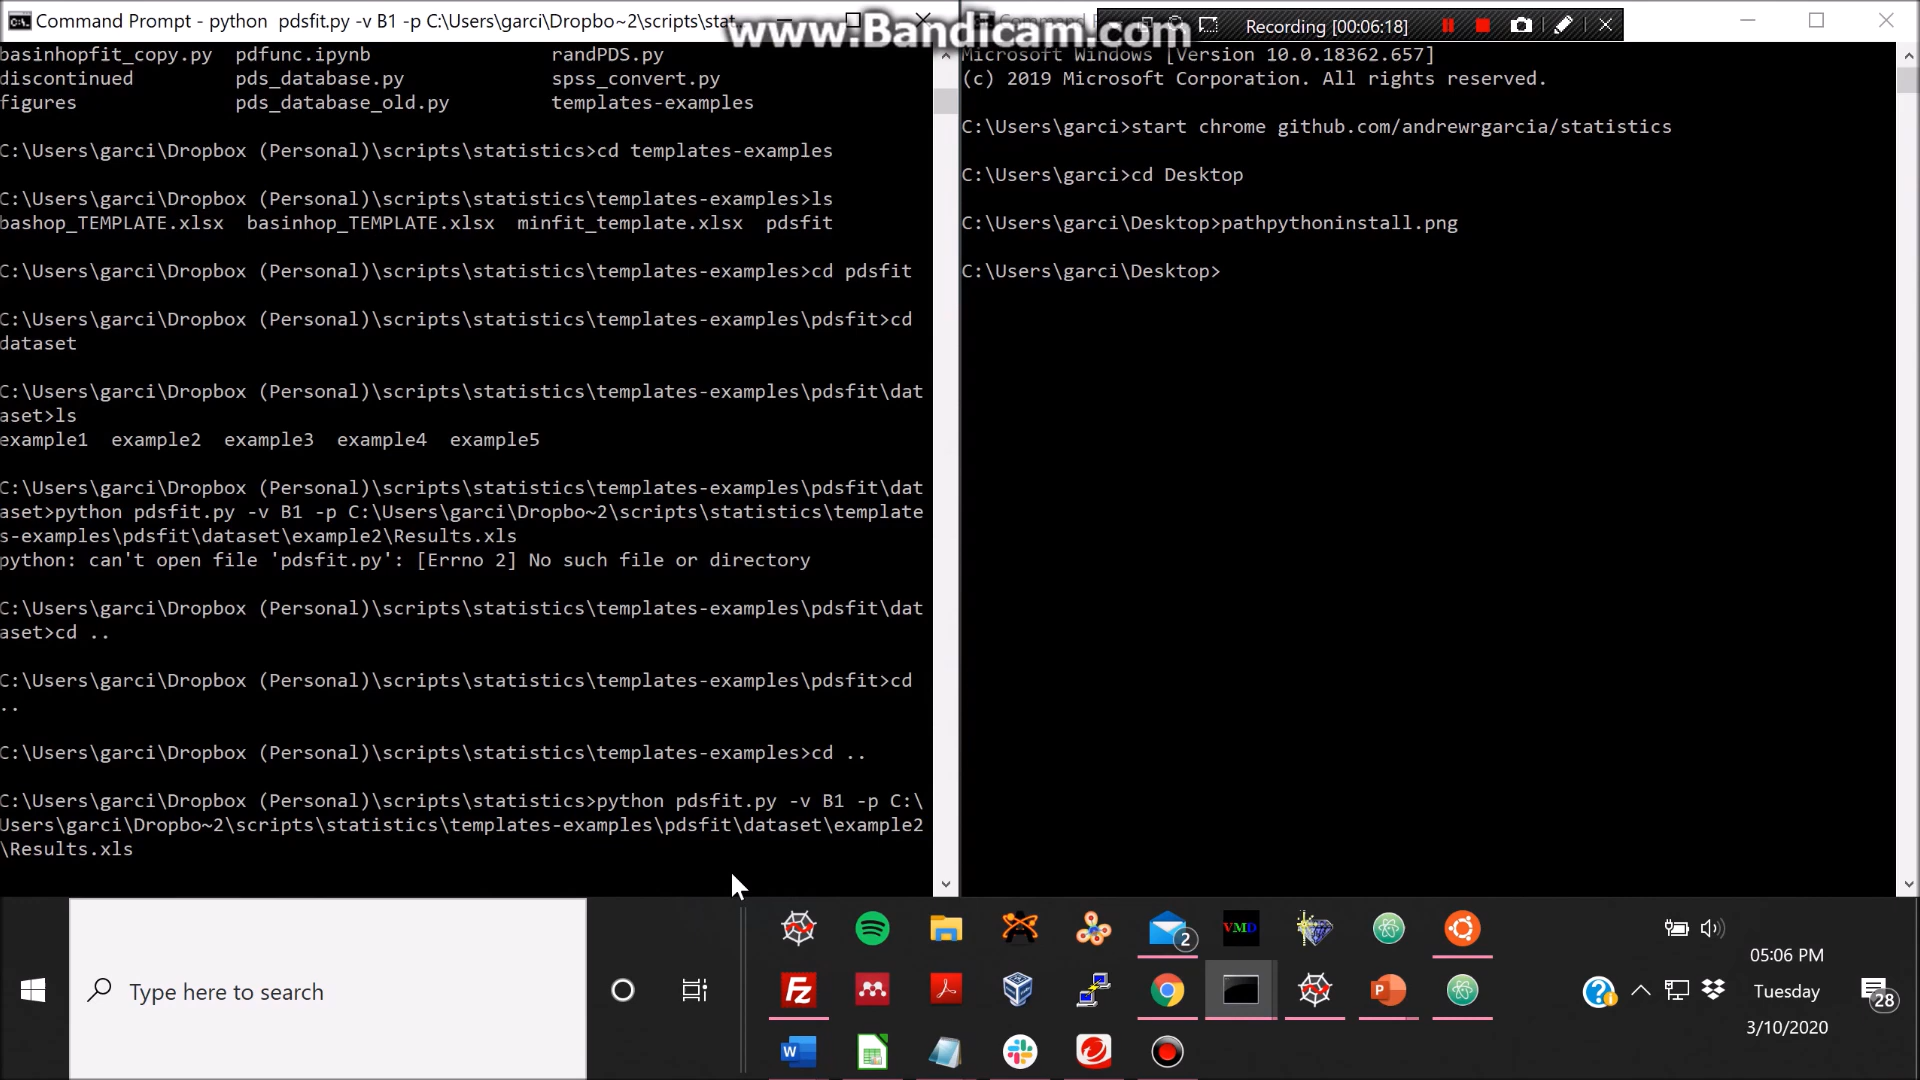 Command Prompt - python  pdsfit.py -v B1 -p C:\Users\garci\Dropbo~2\scripts\stat...
www.Bandicam.com
Recording [00:06:18]
basinhopfit_copy.py  pdfunc.ipynb  randPDS.py
discontinued  pds_database.py  spss_convert.py
figures  pds_database_old.py  templates-examples
C:\Users\garci\Dropbox (Personal)\scripts\statistics>cd templates-examples
C:\Users\garci\Dropbox (Personal)\scripts\statistics\templates-examples>ls
bashop_TEMPLATE.xlsx  basinhop_TEMPLATE.xlsx  minfit_template.xlsx  pdsfit
C:\Users\garci\Dropbox (Personal)\scripts\statistics\templates-examples>cd pdsfit
C:\Users\garci\Dropbox (Personal)\scripts\statistics\templates-examples\pdsfit>cd
dataset
C:\Users\garci\Dropbox (Personal)\scripts\statistics\templates-examples\pdsfit\dat
aset>ls
example1  example2  example3  example4  example5
C:\Users\garci\Dropbox (Personal)\scripts\statistics\templates-examples\pdsfit\dat
aset>python pdsfit.py -v B1 -p C:\Users\garci\Dropbo~2\scripts\statistics\template
s-examples\pdsfit\dataset\example2\Results.xls
python: can't open file 'pdsfit.py': [Errno 2] No such file or directory
C:\Users\garci\Dropbox (Personal)\scripts\statistics\templates-examples\pdsfit\dat
aset>cd ..
C:\Users\garci\Dropbox (Personal)\scripts\statistics\templates-examples\pdsfit>cd
..
C:\Users\garci\Dropbox (Personal)\scripts\statistics\templates-examples>cd ..
C:\Users\garci\Dropbox (Personal)\scripts\statistics>python pdsfit.py -v B1 -p C:\
Users\garci\Dropbo~2\scripts\statistics\templates-examples\pdsfit\dataset\example2
\Results.xls
Microsoft Windows [Version 10.0.18362.657]
(c) 2019 Microsoft Corporation. All rights reserved.
C:\Users\garci>start chrome github.com/andrewrgarcia/statistics
C:\Users\garci>cd Desktop
C:\Users\garci\Desktop>pathpythoninstall.png
C:\Users\garci\Desktop>
Type here to search
2
VMD
Fz
P
W
05:06 PM
Tuesday
3/10/2020
28